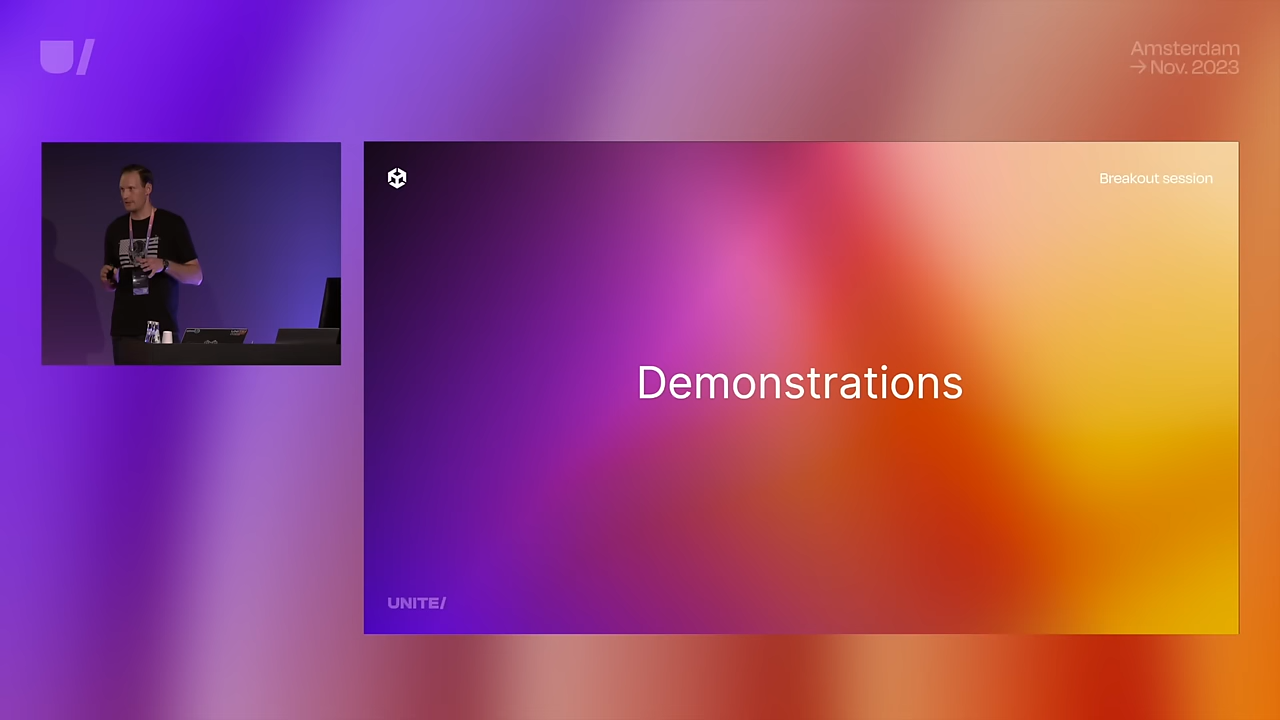 U/
Amsterdam
→ Nov. 2023
Breakout session
Demonstrations
UNITE/